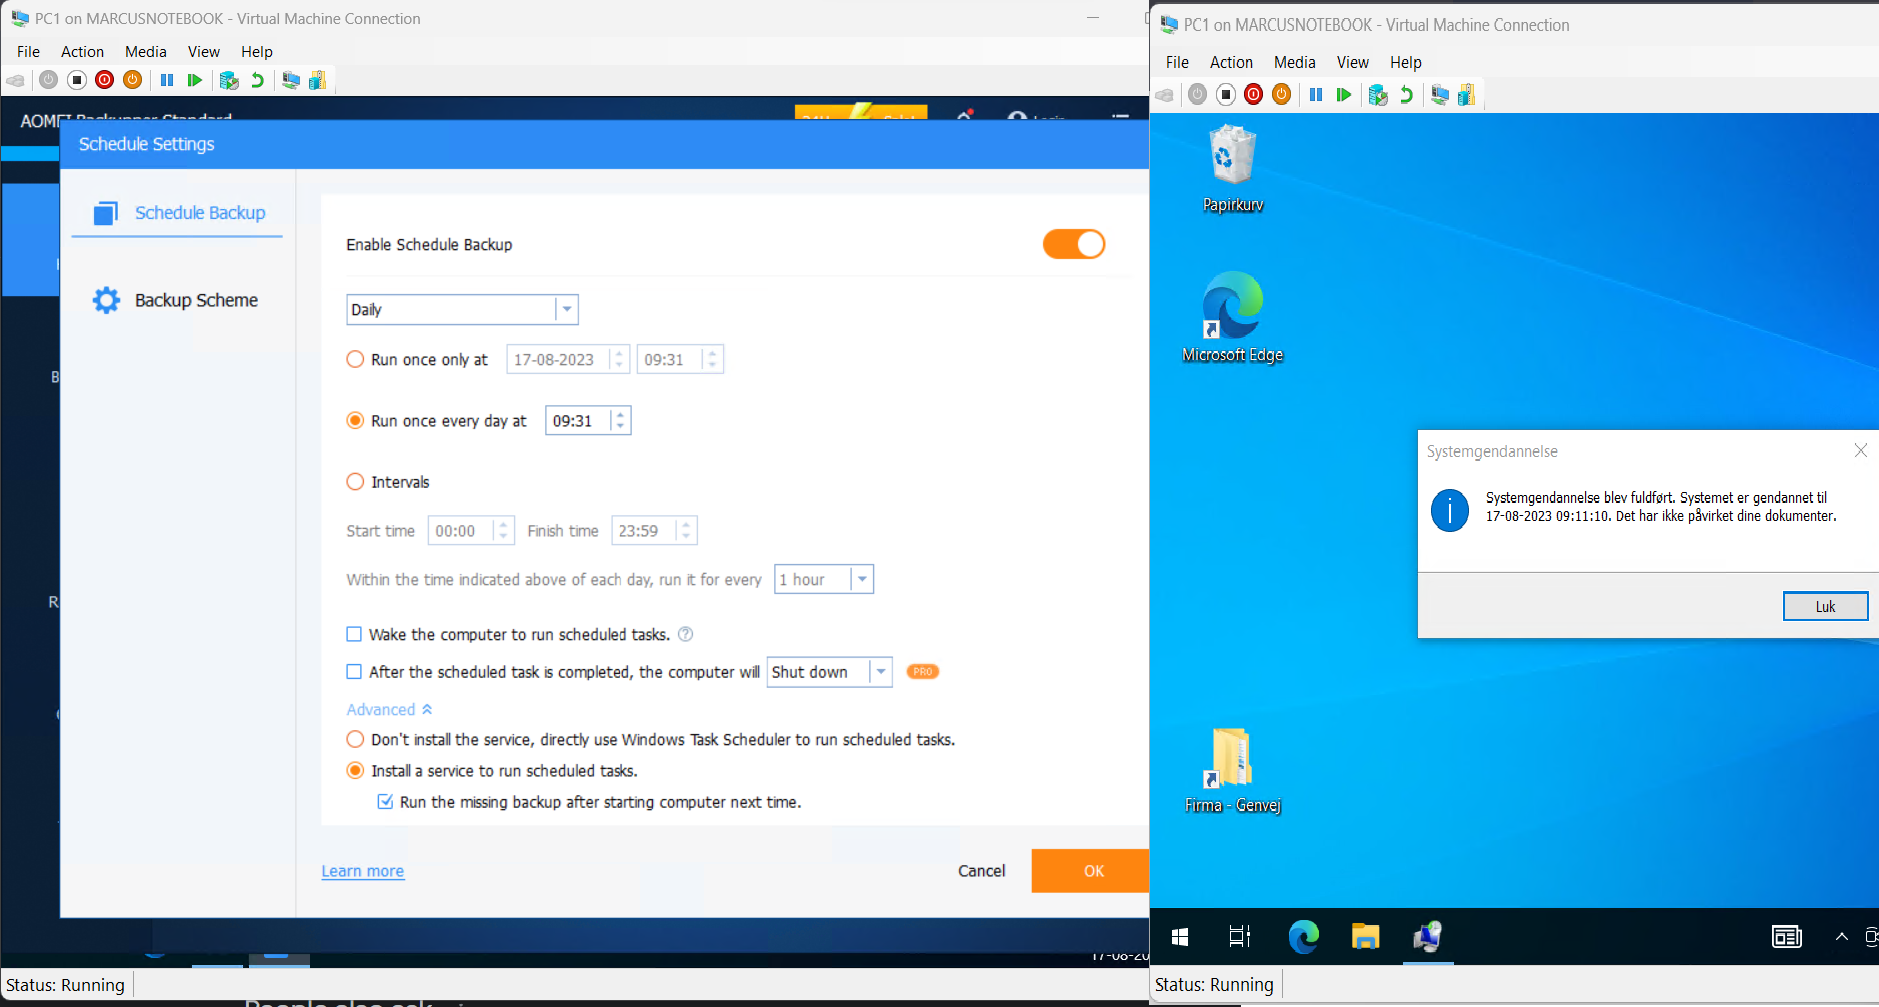 PC1 on MARCUSNOTEBOOK - Virtual Machine Connection
File Action Media View Help
AOMEI Backupper Standard
Login
Schedule Settings
Schedule Backup
Backup Scheme
Enable Schedule Backup
Daily
Run once only at 17-08-2023 09:31
Run once every day at 09:31
Intervals
Start time 00:00 Finish time 23:59
Within the time indicated above of each day, run it for every 1 hour
Wake the computer to run scheduled tasks. ?
After the scheduled task is completed, the computer will Shut down PRO
Advanced
Don't install the service, directly use Windows Task Scheduler to run scheduled tasks.
Install a service to run scheduled tasks.
Run the missing backup after starting computer next time.
Learn more
Cancel
OK
17-08-20
Status: Running
People also ask
PC1 on MARCUSNOTEBOOK - Virtual Machine Connection
File Action Media View Help
Papirkurv
Microsoft Edge
Systemgendannelse
Systemgendannelse blev fuldført. Systemet er gendannet til
17-08-2023 09:11:10. Det har ikke påvirket dine dokumenter.
Luk
Firma - Genvej
Status: Running